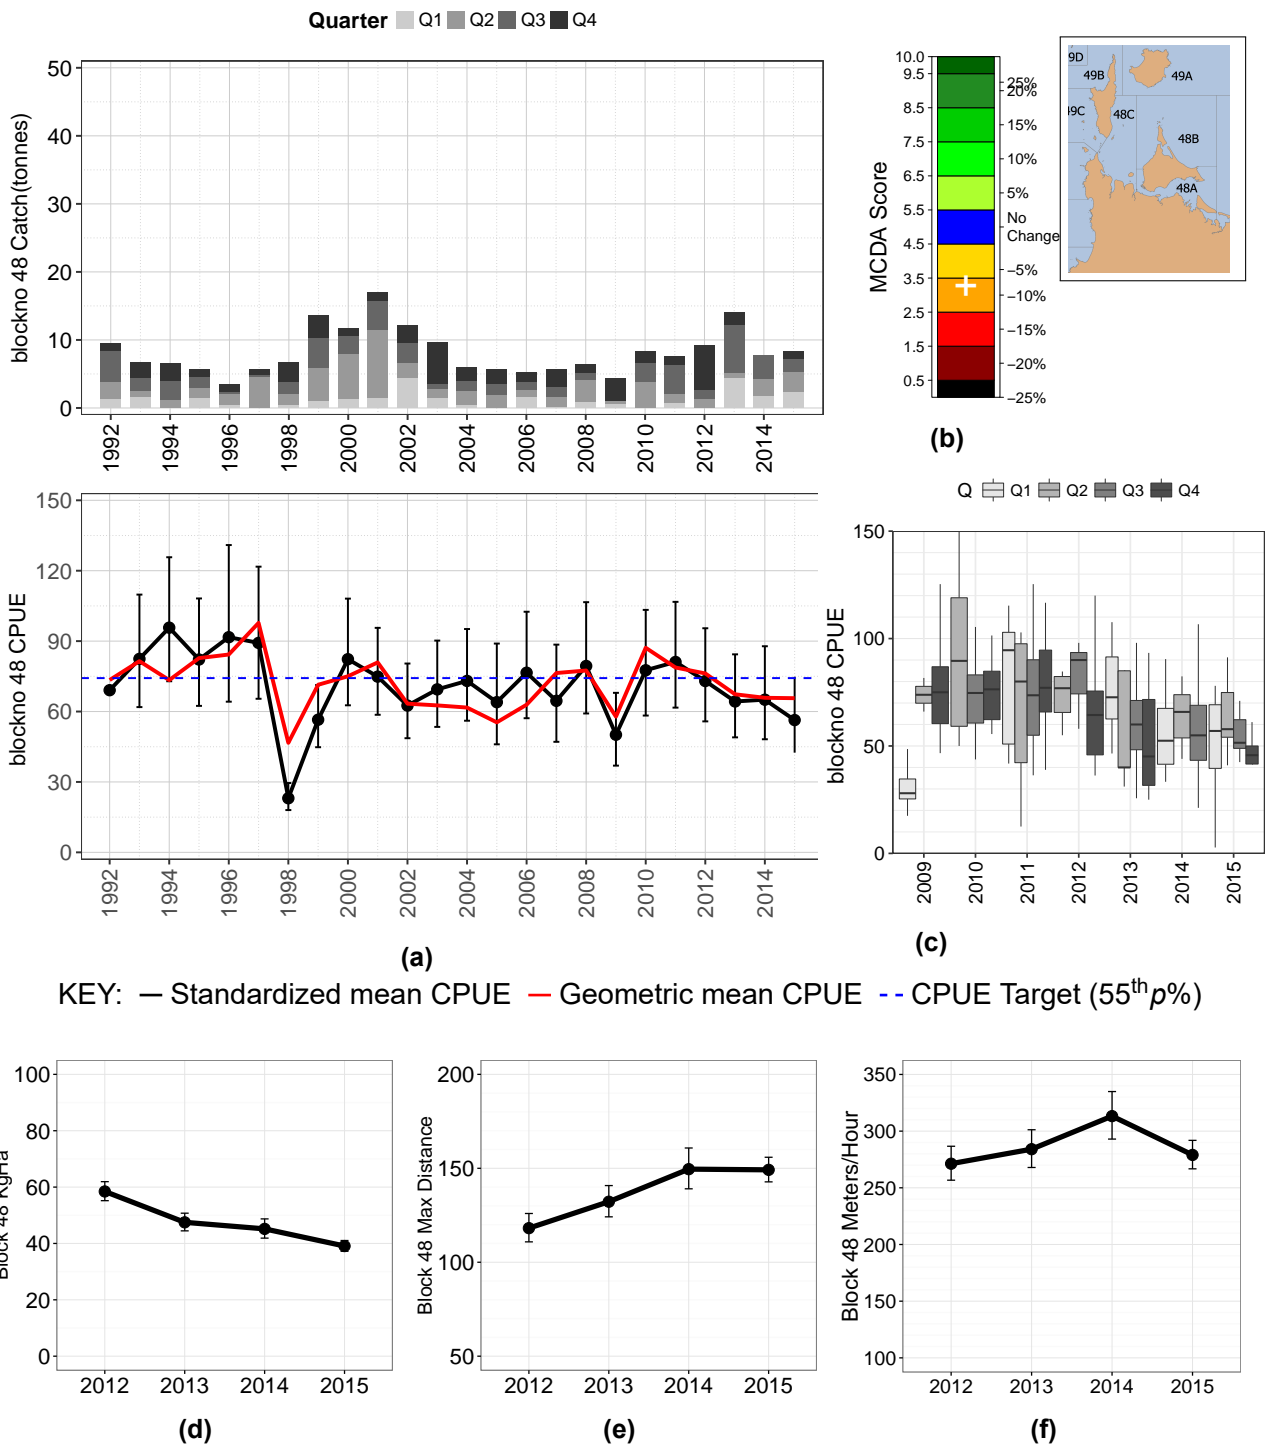 Quarter Q1 Q2 Q3 Q4
blockno 48 Catch(tonnes)
50
40
30
20
10
0
1992 1994 1996 1998 2000 2002 2004 2006 2008 2010 2012 2014
MCDA Score
10.0
9.5
8.5
7.5
6.5
5.5
4.5
3.5
2.5
1.5
0.5
25%
20%
15%
10%
5%
No
Change
−5%
−10%
−15%
−20%
−25%
(b)
9D
49B
49A
49C
48C
48B
48A
blockno 48 CPUE
150
120
90
60
30
0
1992 1994 1996 1998 2000 2002 2004 2006 2008 2010 2012 2014
(a)
Q Q1 Q2 Q3 Q4
blockno 48 CPUE
150
100
50
0
2009 2010 2011 2012 2013 2014 2015
(c)
KEY: Standardized mean CPUE Geometric mean CPUE CPUE Target (55th p%)
Block 48 KgHa
100
80
60
40
20
0
2012 2013 2014 2015
(d)
Block 48 Max Distance
200
150
100
50
2012 2013 2014 2015
(e)
Block 48 Meters/Hour
350
300
250
200
150
100
2012 2013 2014 2015
(f)